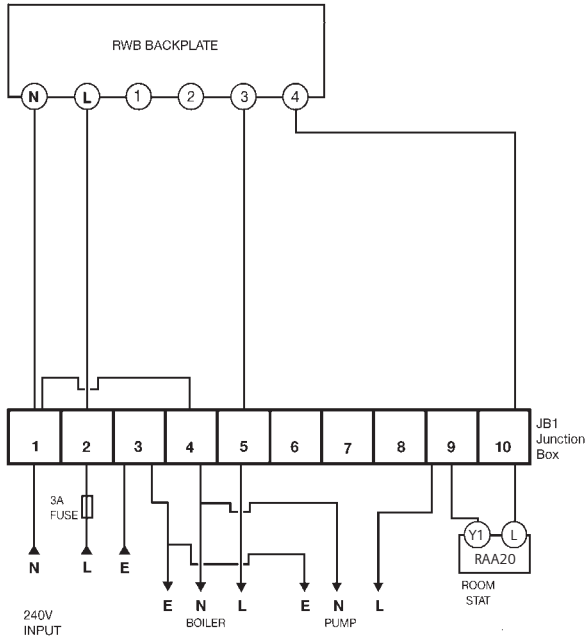 RWB BACKPLATE
N L 1 2 3 4
1 2 3 4 5 6 7 8 9 10
JB1
Junction
Box
3A
FUSE
Y1 L
RAA20
N L E
ROOM
STAT
E N L E N L
BOILER PUMP
240V
INPUT